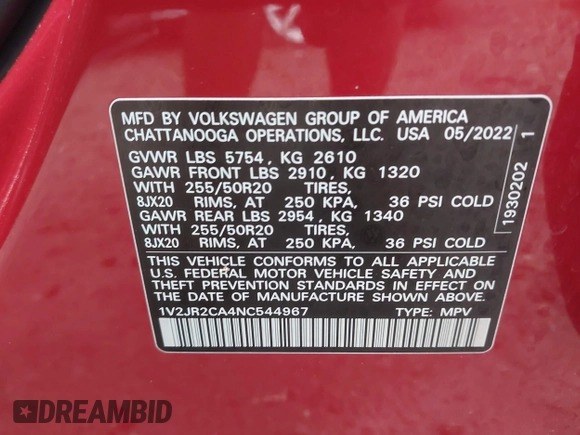 MFD BY VOLKSWAGEN GROUP OF AMERICA
CHATTANOOGA OPERATIONS, LLC. USA 05/2022
GVWR LBS 5754, KG 2610
GAWR FRONT LBS 2910, KG 1320
WITH 255/50R20 TIRES,
8JX20 RIMS, AT 250 KPA, 36 PSI COLD
GAWR REAR LBS 2954, KG 1340
WITH 255/50R20 TIRES,
8JX20 RIMS, AT 250 KPA, 36 PSI COLD
THIS VEHICLE CONFORMS TO ALL APPLICABLE
U.S. FEDERAL MOTOR VEHICLE SAFETY AND
THEFT PREVENTION STANDARDS IN EFFECT ON
THE DATE OF MANUFACTURE SHOWN ABOVE.
1V2JR2CA4NC544967 TYPE: MPV
1930202 1
DREAMBID